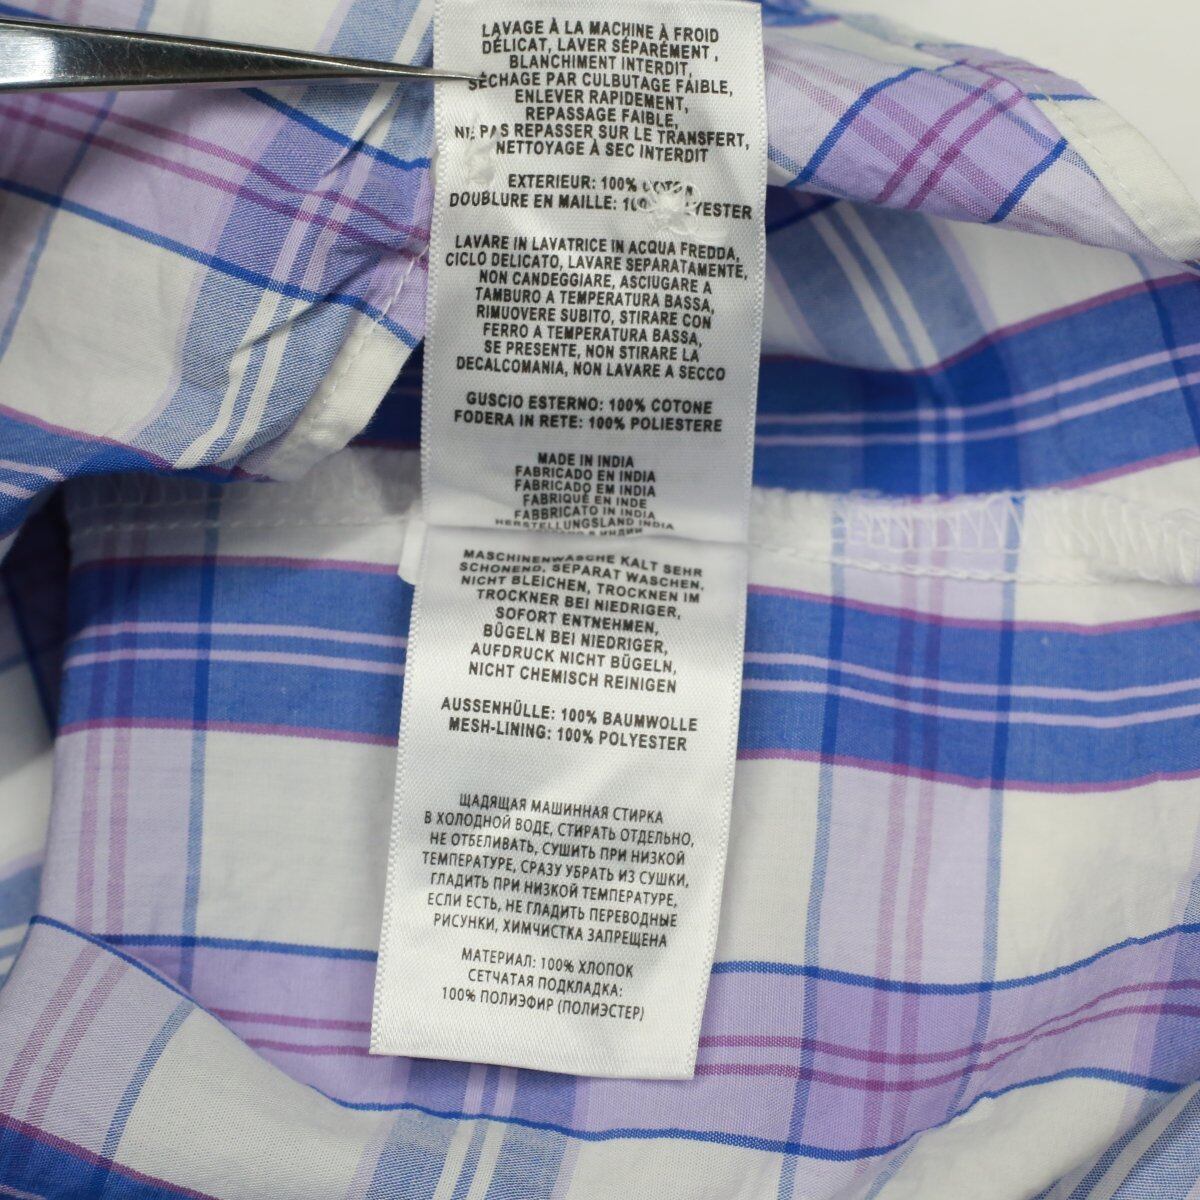 LAVAGE À LA MACHINE À FROID
DÉLICAT, LAVER SÉPARÉMENT,
BLANCHIMENT INTERDIT,
SÉCHAGE PAR CULBUTAGE FAIBLE,
ENLEVER RAPIDEMENT,
REPASSAGE FAIBLE,
NE PAS REPASSER SUR LE TRANSFERT,
NETTOYAGE À SEC INTERDIT
EXTERIEUR: 100%
DOUBLURE EN MAILLE:
LAVARE IN LAVATRICE IN ACQUA FREDDA,
CICLO DELICATO, LAVARE SEPARATAMENTE,
NON CANDEGGIARE, ASCIUGARE A
TAMBURO A TEMPERATURA BASSA,
RIMUOVERE SUBITO, STIRARE CON
FERRO A TEMPERATURA BASSA,
SE PRESENTE, NON STIRARE LA
DECALCOMANIA, NON LAVARE A SECCO
GUSCIO ESTERNO: 100% COTONE
FODERA IN RETE: 100% POLIESTERE
MADE IN INDIA
FABRICADO EN INDIA
FABRICADO EM INDIA
FABRIQUÉ EN INDE
FABBRICATO IN INDIA
HERSTELLUNGSLAND INDIA
MASCHINENWÄSCHE KALT SEHR
SCHONEND, SEPARAT WASCHEN,
NICHT BLEICHEN, TROCKNEN IM
TROCKNER BEI NIEDRIGER,
SOFORT ENTNEHMEN,
BÜGELN BEI NIEDRIGER,
AUFDRUCK NICHT BÜGELN,
NICHT CHEMISCH REINIGEN
AUSSENHÜLLE: 100% BAUMWOLLE
MESH-LINING: 100% POLYESTER
ЩАДЯЩАЯ МАШИННАЯ СТИРКА
В ХОЛОДНОЙ ВОДЕ, СТИРАТЬ ОТДЕЛЬНО,
НЕ ОТБЕЛИВАТЬ, СУШИТЬ ПРИ НИЗКОЙ
ТЕМПЕРАТУРЕ, СРАЗУ УБРАТЬ ИЗ СУШКИ,
ГЛАДИТЬ ПРИ НИЗКОЙ ТЕМПЕРАТУРЕ,
ЕСЛИ ЕСТЬ, НЕ ГЛАДИТЬ ПЕРЕВОДНЫЕ
РИСУНКИ, ХИМЧИСТКА ЗАПРЕЩЕНА
МАТЕРИАЛ: 100% ХЛОПОК
СЕТЧАТАЯ ПОДКЛАДКА:
100% ПОЛИЭФИР (ПОЛИЭСТЕР)